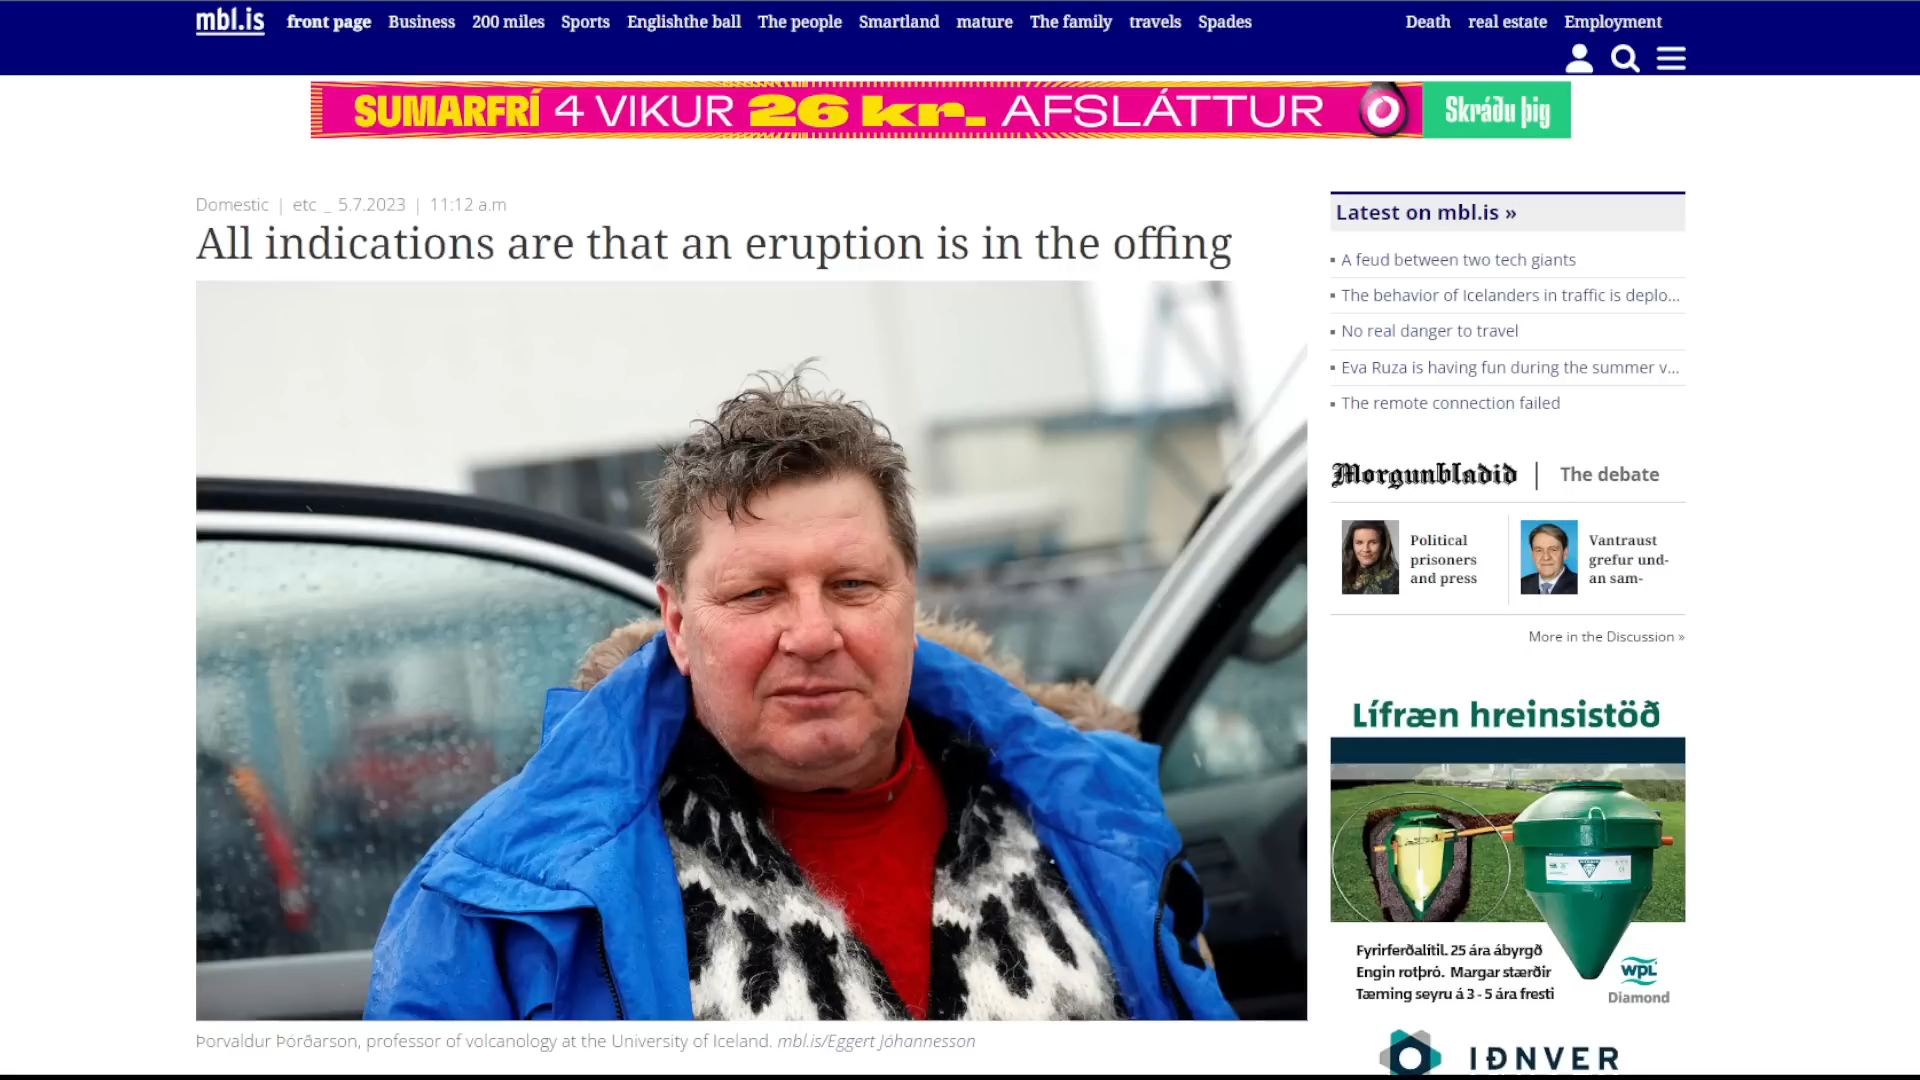 mbl.is front page Business 200 miles Sports Englishthe ball The people Smartland mature The family travels Spades Death real estate Employment
SUMARFRÍ 4 VIKUR 26 kr. AFSLÁTTUR Skráðu þig
Domestic | etc _ 5.7.2023 | 11:12 a.m
All indications are that an eruption is in the offing
Þorvaldur Þórðarson, professor of volcanology at the University of Iceland. mbl.is/Eggert Jóhannesson
Latest on mbl.is »
A feud between two tech giants
The behavior of Icelanders in traffic is deplo...
No real danger to travel
Eva Ruza is having fun during the summer v...
The remote connection failed
Morgunbladid | The debate
Political
prisoners
and press
Vantraust
grefur und-
an sam-
More in the Discussion »
Lífræn hreinsistöð
Fyrirferðalítil. 25 ára ábyrgð
Engin rotþró. Margar stærðir
Tæming seyru á 3 - 5 ára fresti
WPL
Diamond
IÐNVER